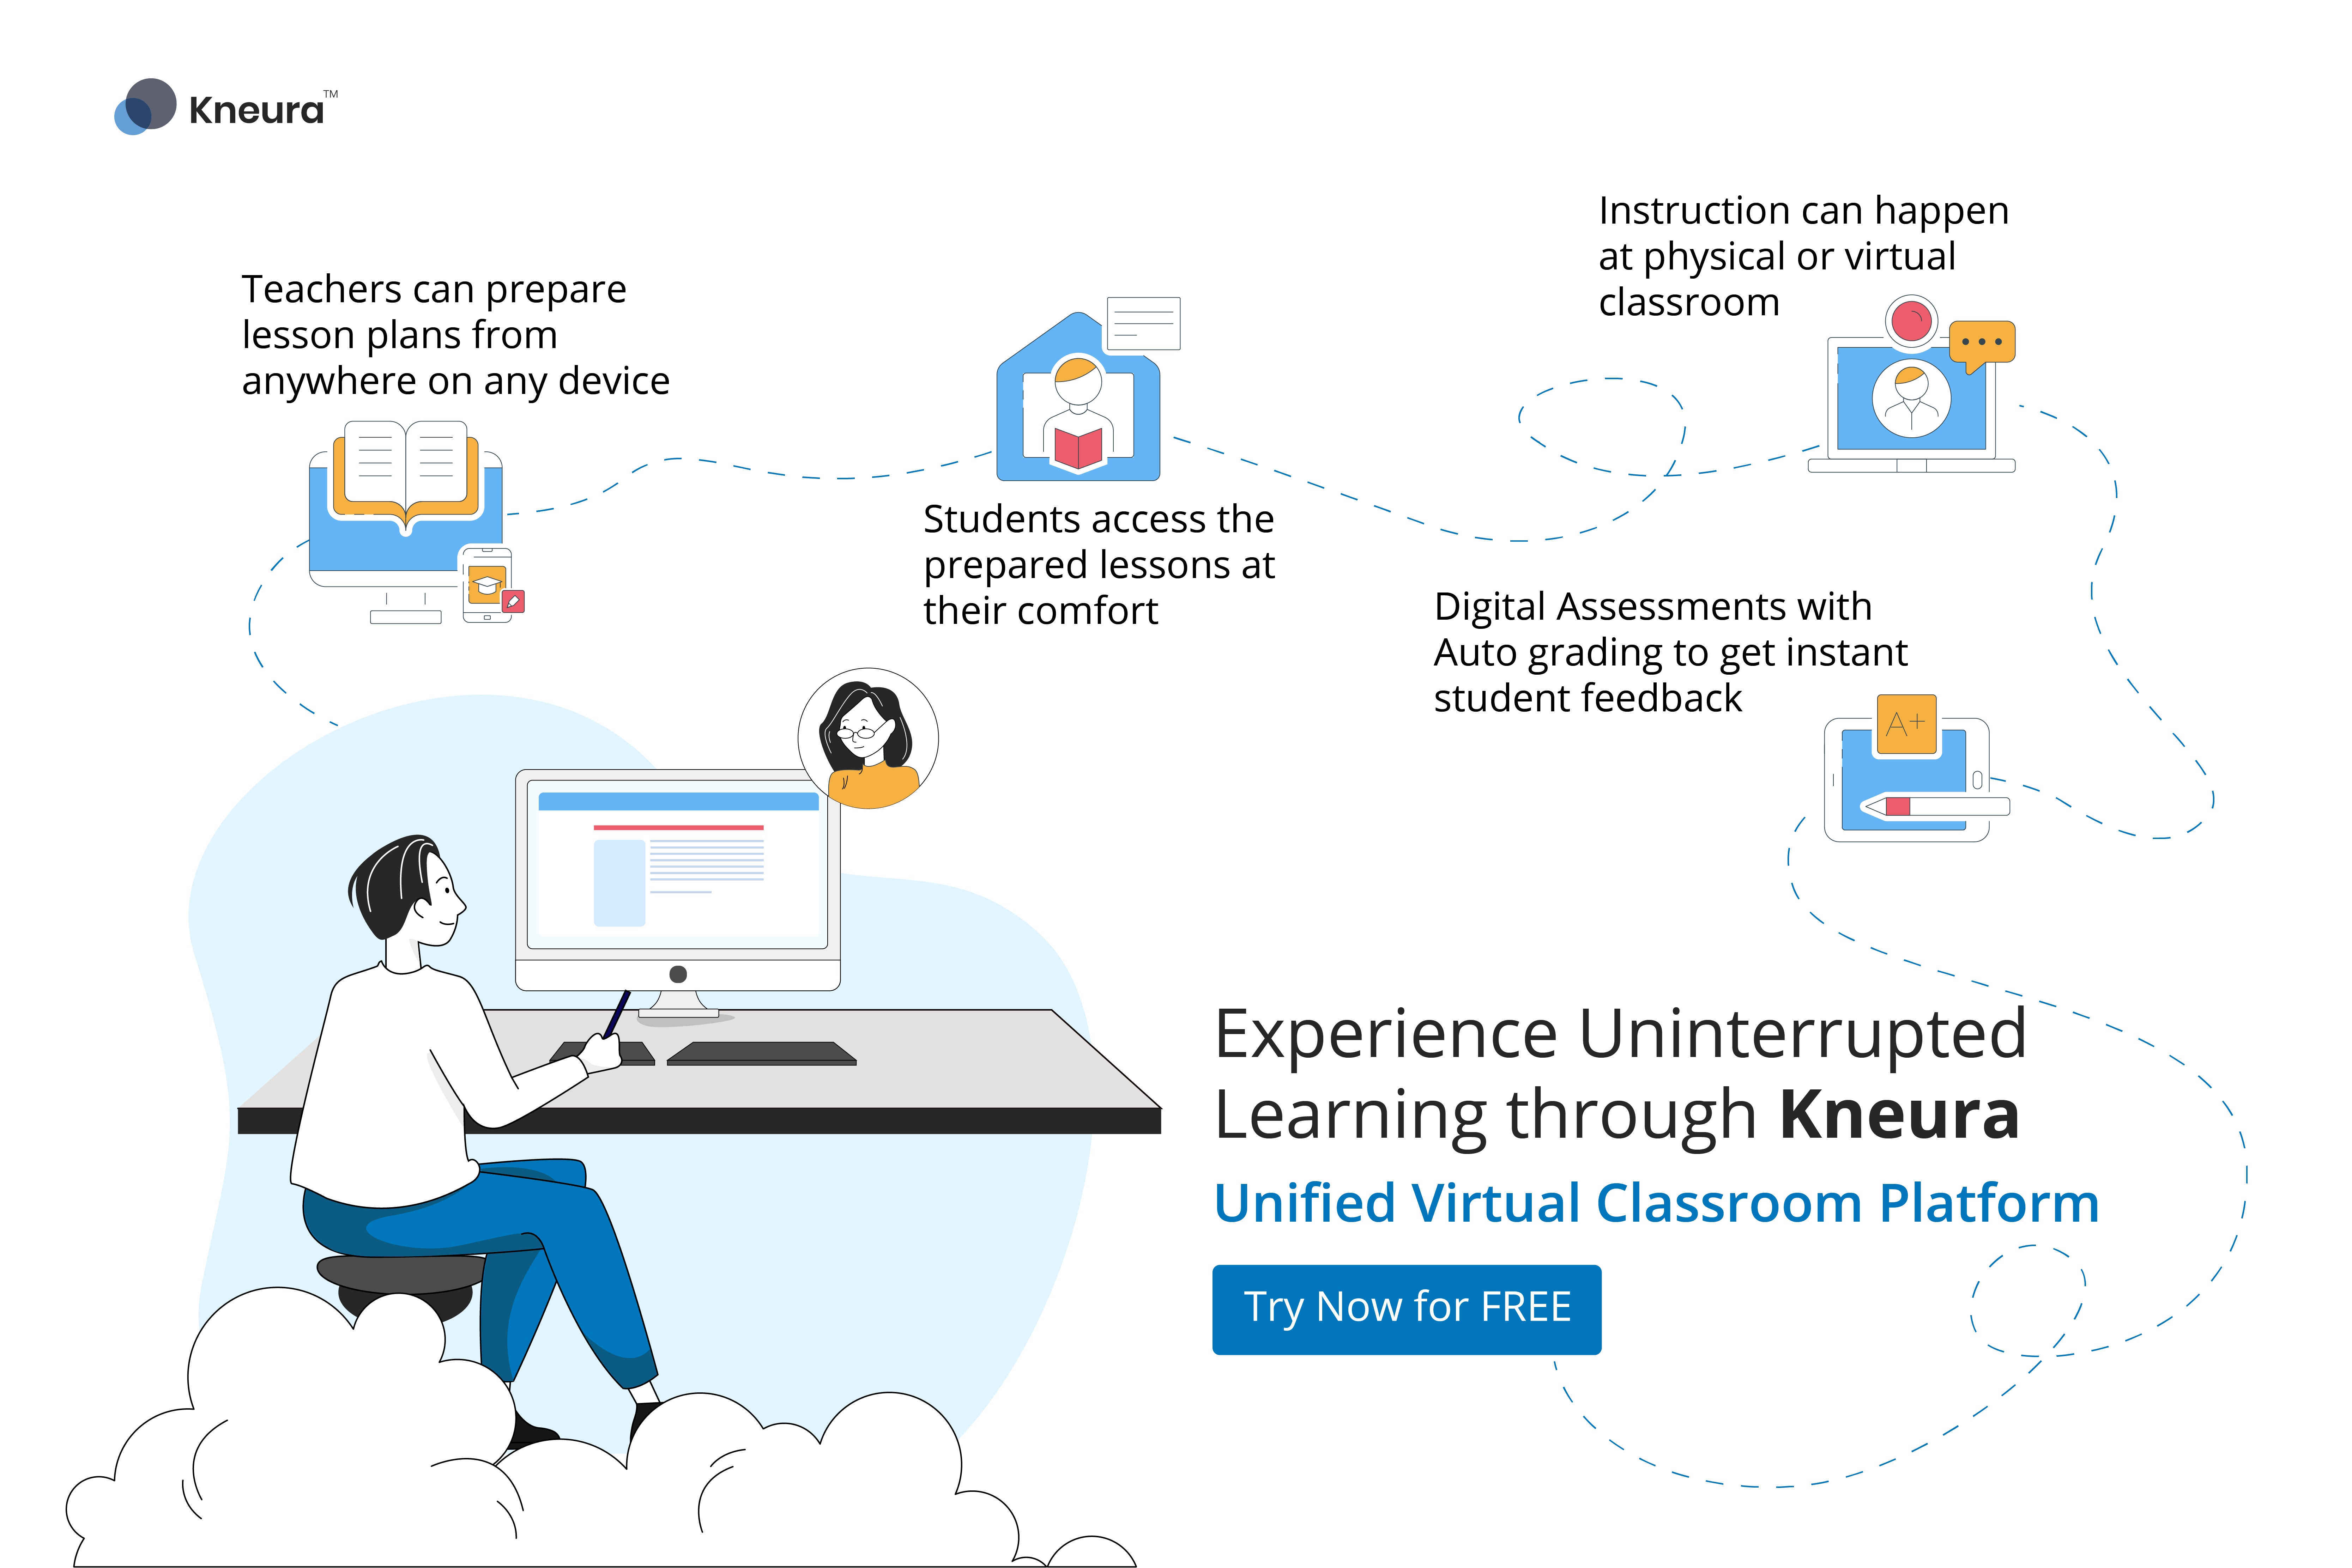 Kneura™
Teachers can prepare
lesson plans from
anywhere on any device
Students access the
prepared lessons at
their comfort
Instruction can happen
at physical or virtual
classroom
Digital Assessments with
Auto grading to get instant
student feedback
A+
Experience Uninterrupted
Learning through Kneura
Unified Virtual Classroom Platform
Try Now for FREE